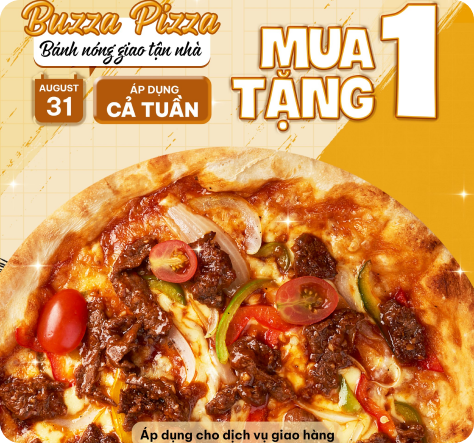 Buzza Pizza
Bánh nóng giao tận nhà
AUGUST
31
ÁP DỤNG
CẢ TUẦN
MUA 1
TẶNG
Áp dụng cho dịch vụ giao hàng